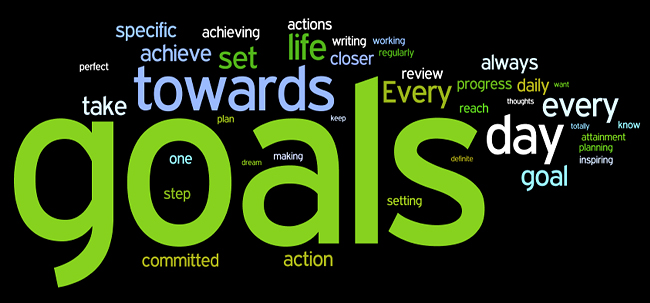 specific
achieving
actions
achieve
set
life
writing
working
closer
regularly
perfect
towards
review
always
take
Every
progress
daily
want
plan
keep
reach
thoughts
every
goals
day
totally
know
attainment
planning
inspiring
one
dream
making
definite
goal
step
setting
committed
action